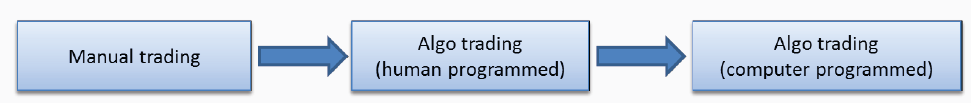 Manual trading
Algo trading
(human programmed)
Algo trading
(computer programmed)